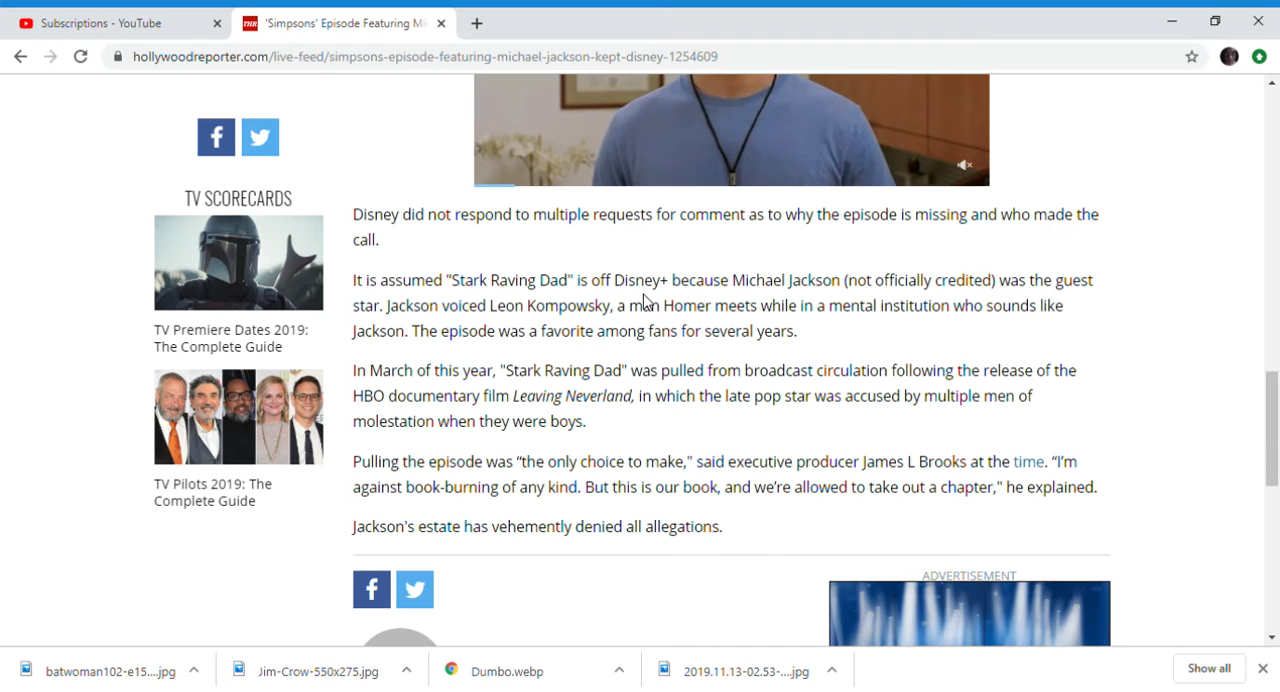 Subscriptions - YouTube
THR
'Simpsons' Episode Featuring Mi
hollywoodreporter.com/live-feed/simpsons-episode-featuring-michael-jackson-kept-disney-1254609
TV SCORECARDS
TV Premiere Dates 2019:
The Complete Guide
TV Pilots 2019: The
Complete Guide
Disney did not respond to multiple requests for comment as to why the episode is missing and who made the
call.
It is assumed "Stark Raving Dad" is off Disney+ because Michael Jackson (not officially credited) was the guest
star. Jackson voiced Leon Kompowsky, a man Homer meets while in a mental institution who sounds like
Jackson. The episode was a favorite among fans for several years.
In March of this year, "Stark Raving Dad" was pulled from broadcast circulation following the release of the
HBO documentary film Leaving Neverland, in which the late pop star was accused by multiple men of
molestation when they were boys.
Pulling the episode was “the only choice to make,” said executive producer James L Brooks at the time. “I’m
against book-burning of any kind. But this is our book, and we’re allowed to take out a chapter," he explained.
Jackson's estate has vehemently denied all allegations.
ADVERTISEMENT
batwoman102-e15....jpg
Jim-Crow-550x275.jpg
Dumbo.webp
2019.11.13-02.53-....jpg
Show all